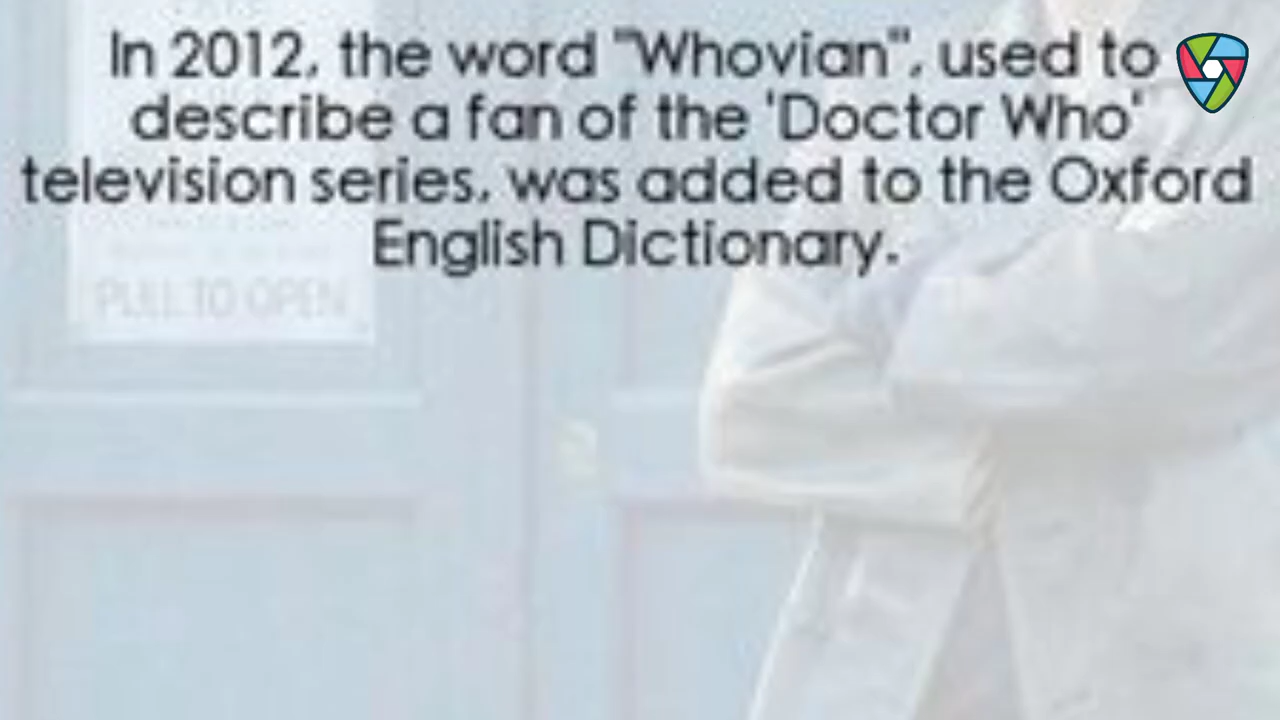 In 2012, the word "Whovian", used to
describe a fan of the 'Doctor Who'
television series, was added to the Oxford
English Dictionary.
PULL TO OPEN